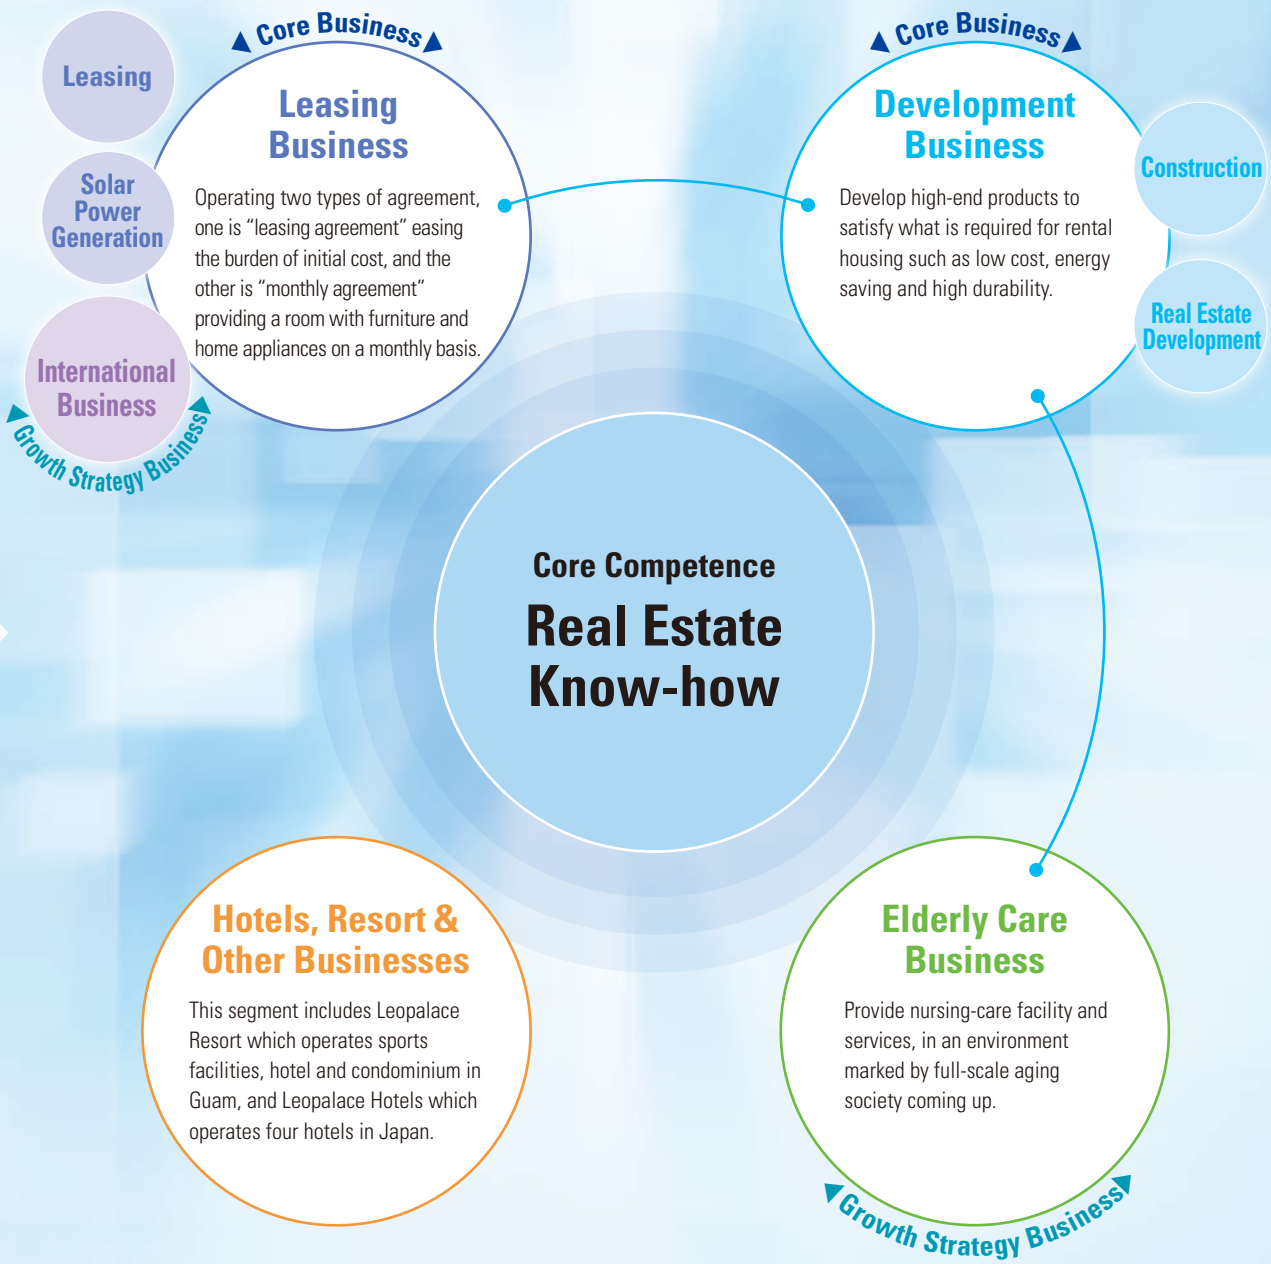 Core Business
Leasing
Business
Operating two types of agreement,
one is “leasing agreement” easing
the burden of initial cost, and the
other is “monthly agreement”
providing a room with furniture and
home appliances on a monthly basis.
Leasing
Solar
Power
Generation
International
Business
Growth Strategy Business
Core Business
Development
Business
Develop high-end products to
satisfy what is required for rental
housing such as low cost, energy
saving and high durability.
Construction
Real Estate
Development
Core Competence
Real Estate
Know-how
Hotels, Resort &
Other Businesses
This segment includes Leopalace
Resort which operates sports
facilities, hotel and condominium in
Guam, and Leopalace Hotels which
operates four hotels in Japan.
Elderly Care
Business
Provide nursing-care facility and
services, in an environment
marked by full-scale aging
society coming up.
Growth Strategy Business